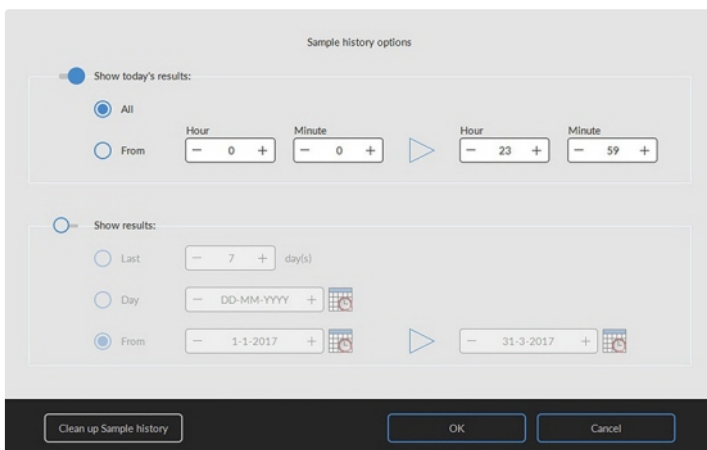 Sample history options
Show today's results:
All
Hour Minute Hour Minute
From − 0 + − 0 + − 23 + − 59 +
Show results:
Last − 7 + day(s)
Day − DD-MM-YYYY +
From − 1-1-2017 + − 31-3-2017 +
Clean up Sample history OK Cancel